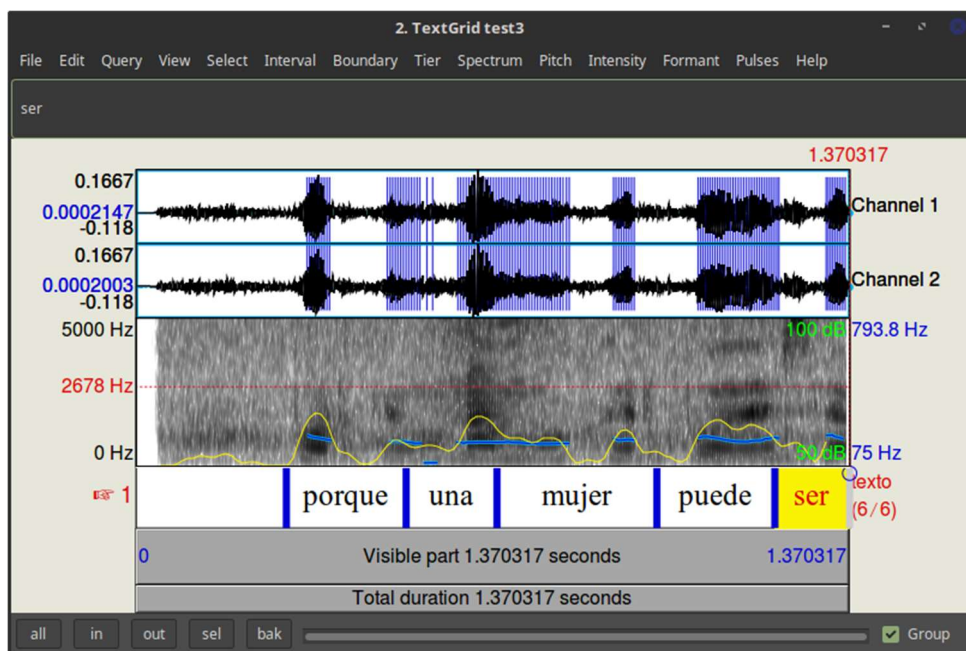 2. TextGrid test3
File Edit Query View Select Interval Boundary Tier Spectrum Pitch Intensity Formant Pulses Help
ser
1.370317
0.1667
0.0002147
-0.118
Channel 1
0.1667
0.0002003
-0.118
Channel 2
5000 Hz 100 dB 793.8 Hz
2678 Hz
0 Hz 50 dB 75 Hz
☞ 1 porque una mujer puede ser texto
(6/6)
0 Visible part 1.370317 seconds 1.370317
Total duration 1.370317 seconds
all in out sel bak Group